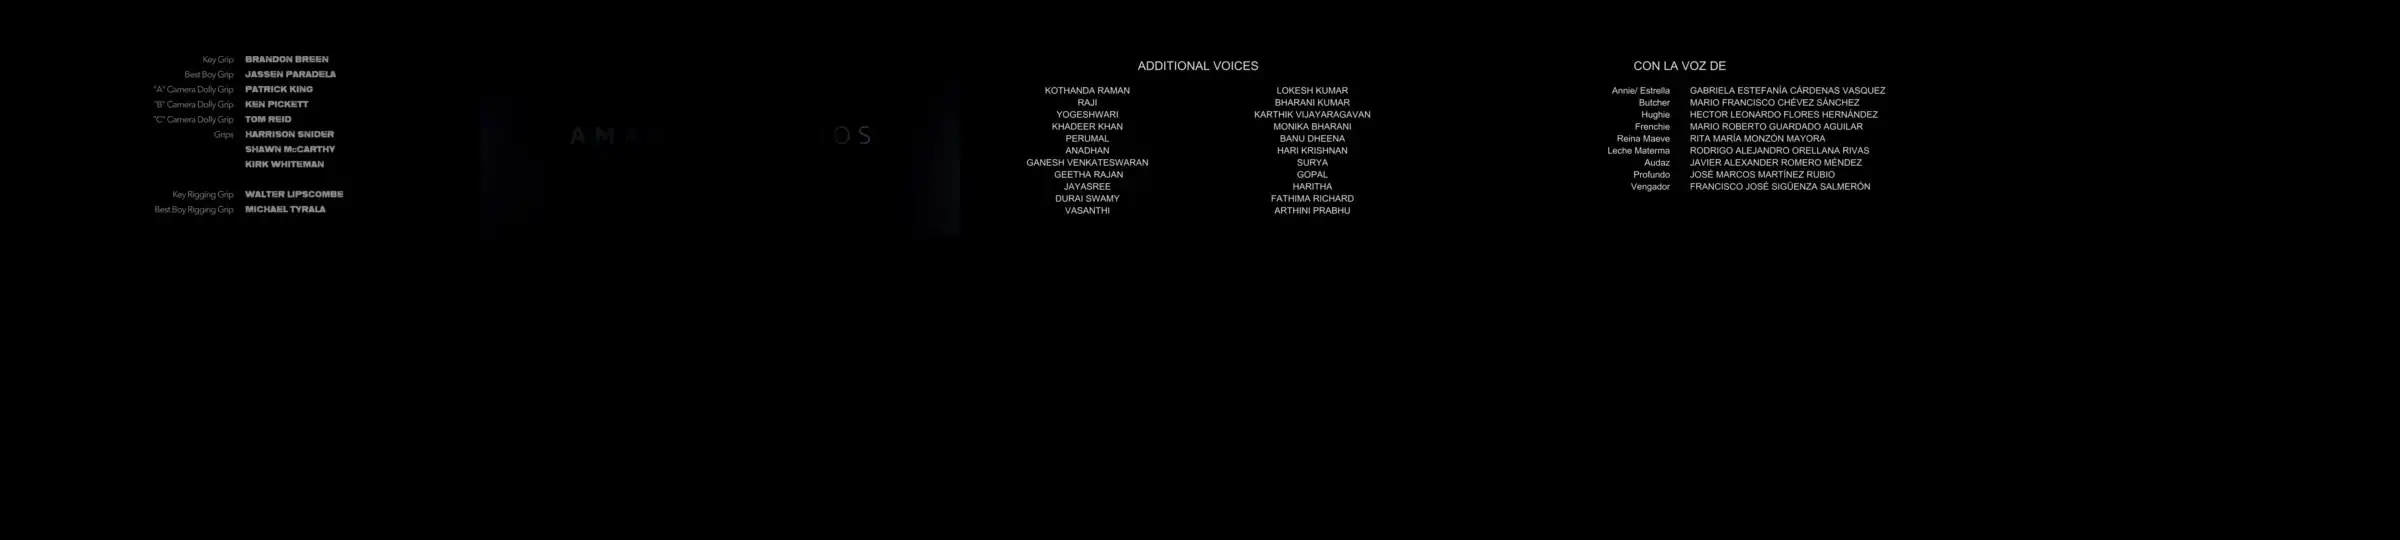 Key Grip BRANDON BREEN
Best Boy Grip JASSEN PARADELA
"A" Camera Dolly Grip PATRICK KING
"B" Camera Dolly Grip KEN PICKETT
"C" Camera Dolly Grip TOM REID
Grips HARRISON SNIDER
SHAWN McCARTHY
KIRK WHITEMAN
Key Rigging Grip WALTER LIPSCOMBE
Best Boy Rigging Grip MICHAEL TYRALA
ADDITIONAL VOICES
KOTHANDA RAMAN LOKESH KUMAR
RAJI BHARANI KUMAR
YOGESHWARI KARTHIK VIJAYARAGAVAN
KHADEER KHAN MONIKA BHARANI
PERUMAL BANU DHEENA
ANADHAN HARI KRISHNAN
GANESH VENKATESWARAN SURYA
GEETHA RAJAN GOPAL
JAYASREE HARITHA
DURAI SWAMY FATHIMA RICHARD
VASANTHI ARTHINI PRABHU
CON LA VOZ DE
Annie/ Estrella GABRIELA ESTEFANÍA CÁRDENAS VASQUEZ
Butcher MARIO FRANCISCO CHÉVEZ SÁNCHEZ
Hughie HECTOR LEONARDO FLORES HERNÁNDEZ
Frenchie MARIO ROBERTO GUARDADO AGUILAR
Reina Maeve RITA MARÍA MONZÓN MAYORA
Leche Materma RODRIGO ALEJANDRO ORELLANA RIVAS
Audaz JAVIER ALEXANDER ROMERO MÉNDEZ
Profundo JOSÉ MARCOS MARTÍNEZ RUBIO
Vengador FRANCISCO JOSÉ SIGÜENZA SALMERÓN